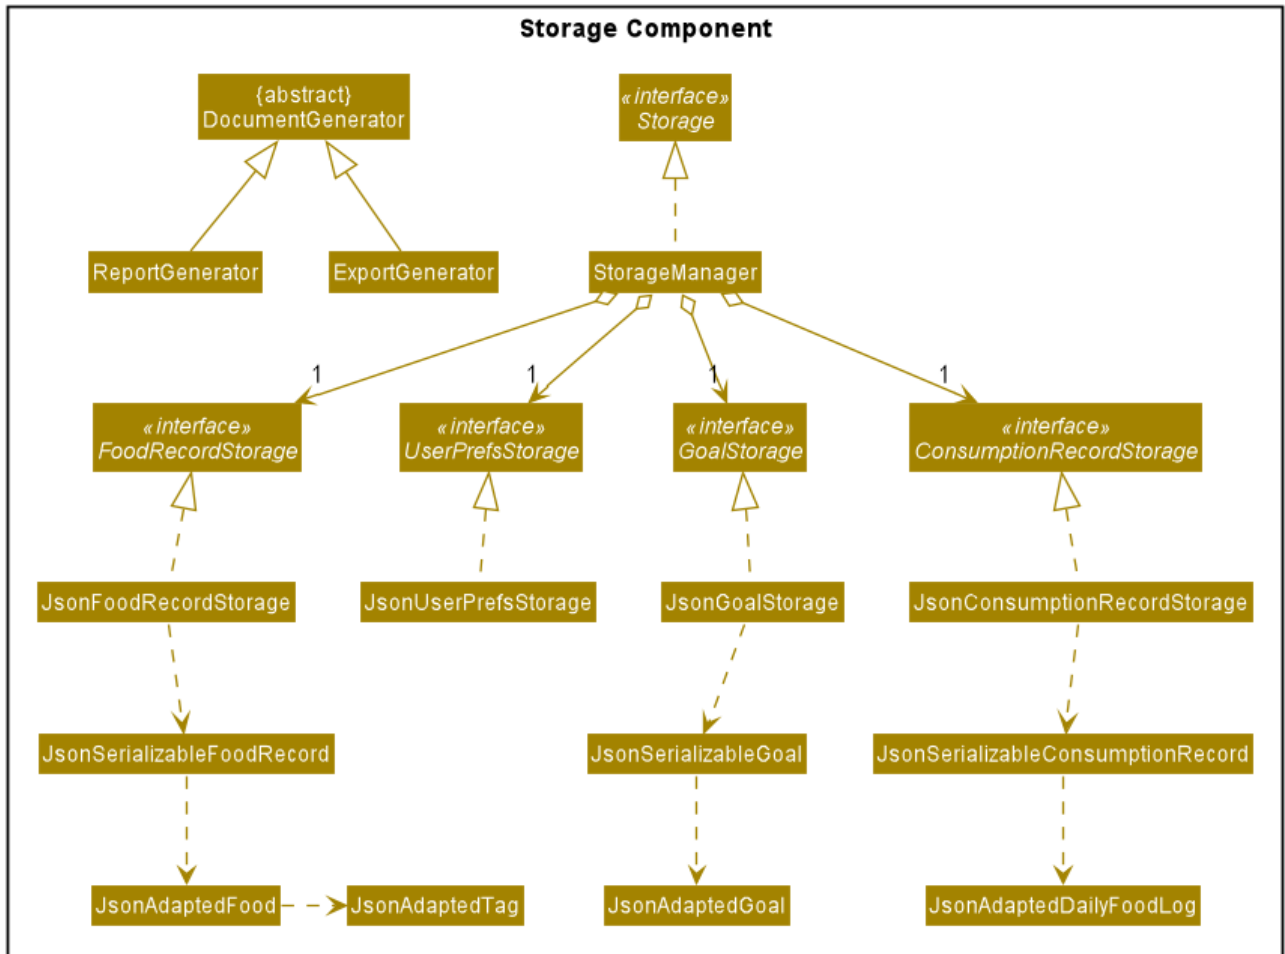 Storage Component
{abstract}
DocumentGenerator
«interface»
Storage
ReportGenerator
ExportGenerator
StorageManager
1
1
1
1
«interface»
FoodRecordStorage
«interface»
UserPrefsStorage
«interface»
GoalStorage
«interface»
ConsumptionRecordStorage
JsonFoodRecordStorage
JsonUserPrefsStorage
JsonGoalStorage
JsonConsumptionRecordStorage
JsonSerializableFoodRecord
JsonSerializableGoal
JsonSerializableConsumptionRecord
JsonAdaptedFood
JsonAdaptedTag
JsonAdaptedGoal
JsonAdaptedDailyFoodLog